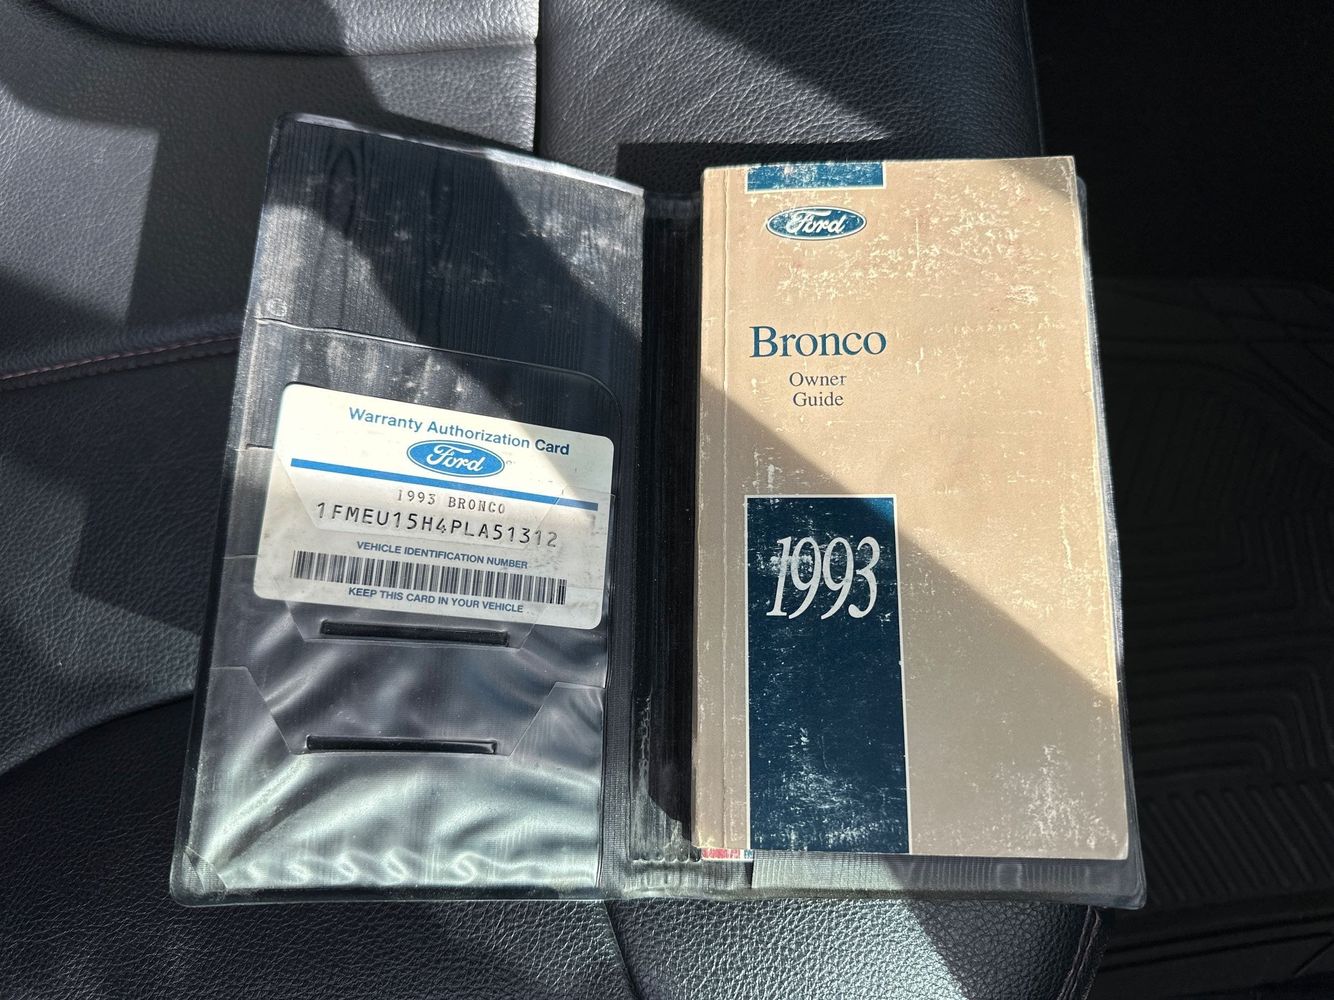 Warranty Authorization Card
Ford
1993 BRONCO
1FMEU15H4PLA51312
VEHICLE IDENTIFICATION NUMBER
KEEP THIS CARD IN YOUR VEHICLE
Ford
Bronco
Owner
Guide
1993